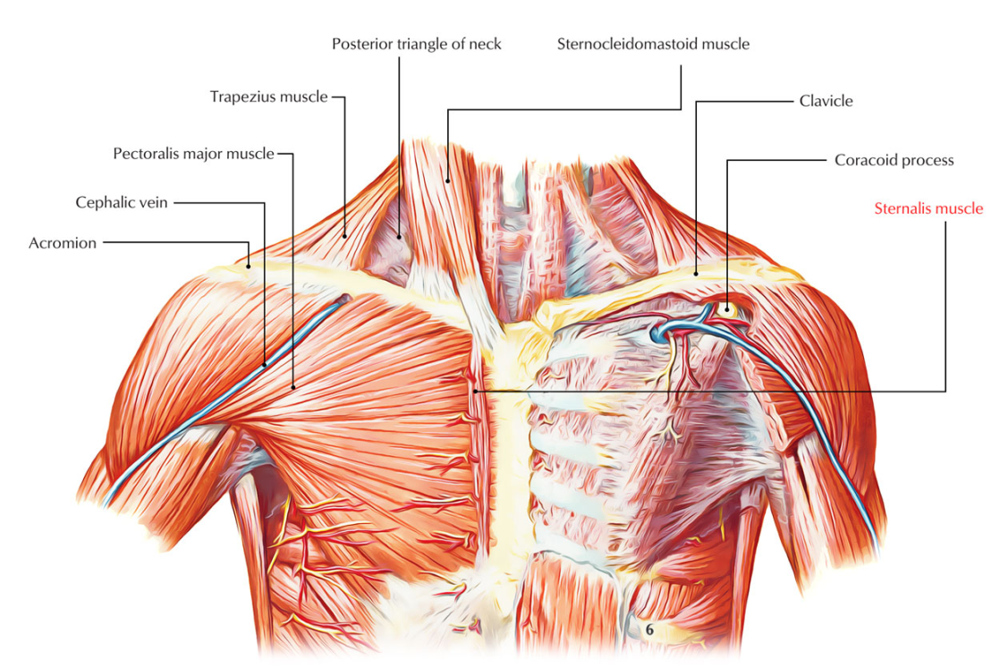 Posterior triangle of neck
Sternocleidomastoid muscle
Trapezius muscle
Clavicle
Pectoralis major muscle
Coracoid process
Cephalic vein
Sternalis muscle
Acromion
6